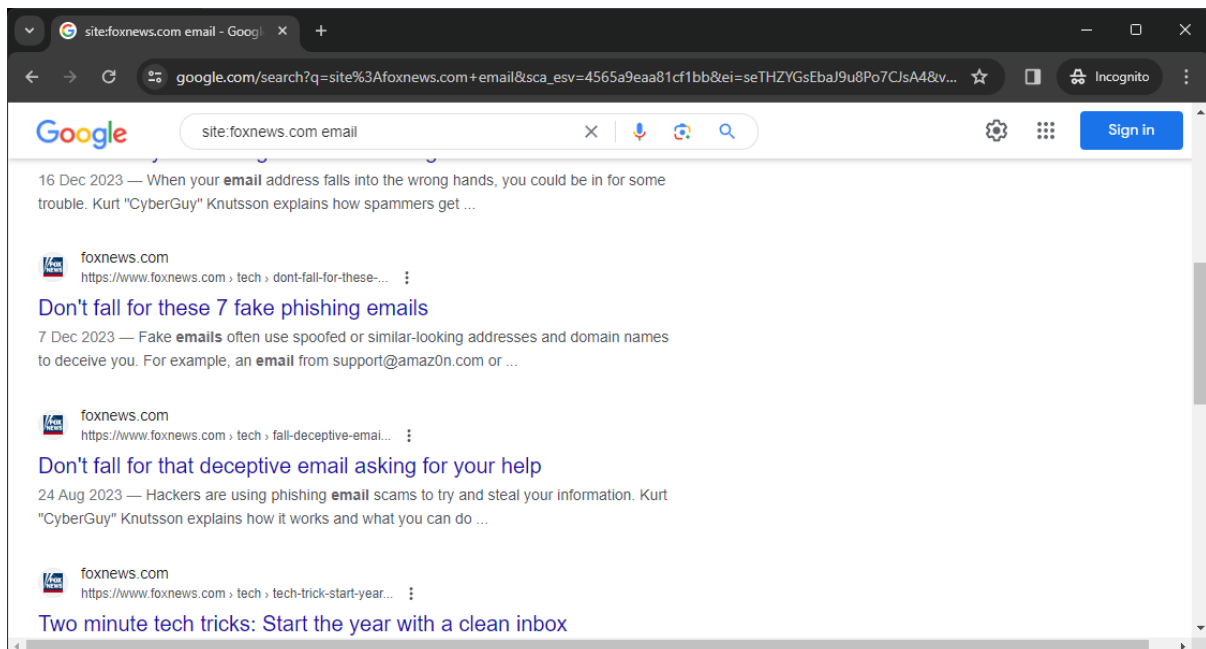 site:foxnews.com email - Googl
google.com/search?q=site%3Afoxnews.com+email&sca_esv=4565a9eaa81cf1bb&ei=seTHZYGsEbaJ9u8Po7CJsA4&v...
Incognito
Google
site:foxnews.com email
Sign in
16 Dec 2023 — When your email address falls into the wrong hands, you could be in for some
trouble. Kurt "CyberGuy" Knutsson explains how spammers get ...
foxnews.com
https://www.foxnews.com › tech › dont-fall-for-these-...
Don't fall for these 7 fake phishing emails
7 Dec 2023 — Fake emails often use spoofed or similar-looking addresses and domain names
to deceive you. For example, an email from support@amaz0n.com or ...
foxnews.com
https://www.foxnews.com › tech › fall-deceptive-emai...
Don't fall for that deceptive email asking for your help
24 Aug 2023 — Hackers are using phishing email scams to try and steal your information. Kurt
"CyberGuy" Knutsson explains how it works and what you can do ...
foxnews.com
https://www.foxnews.com › tech › tech-trick-start-year...
Two minute tech tricks: Start the year with a clean inbox